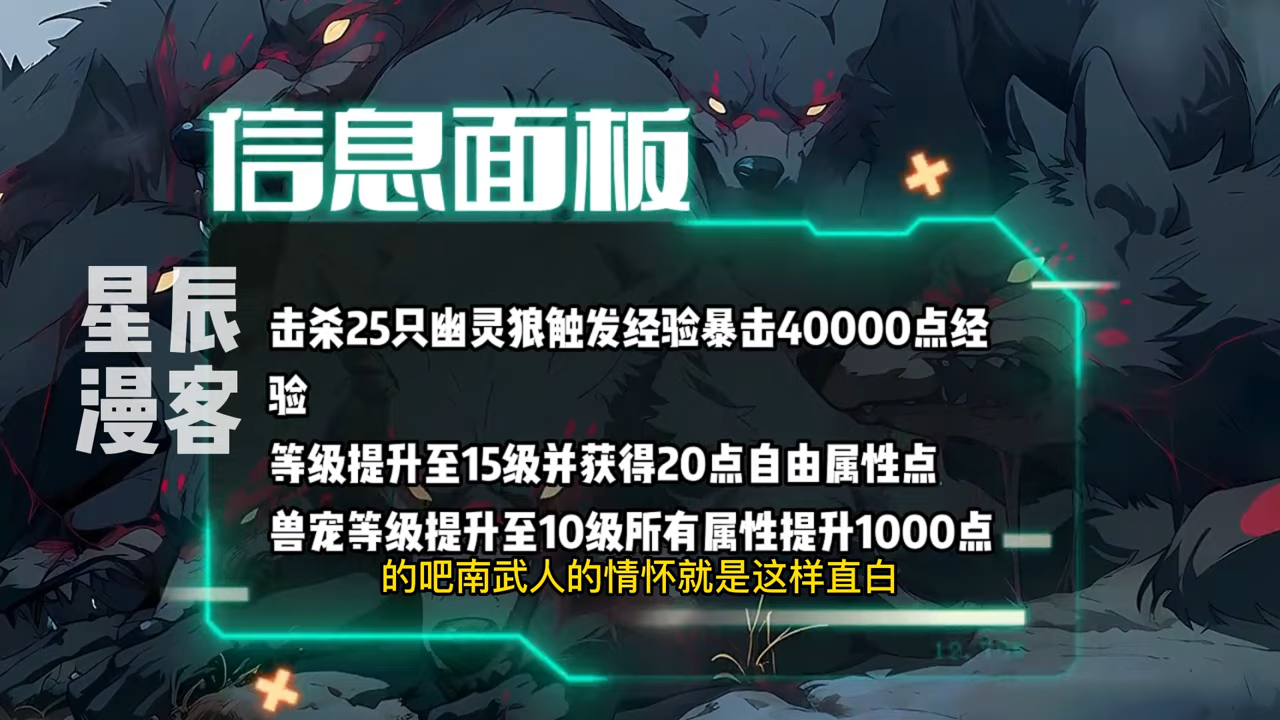 信息面板
星辰
漫客
击杀25只幽灵狼触发经验暴击40000点经
验
等级提升至15级并获得20点自由属性点
兽宠等级提升至10级所有属性提升1000点
的吧南武人的情怀就是这样直白